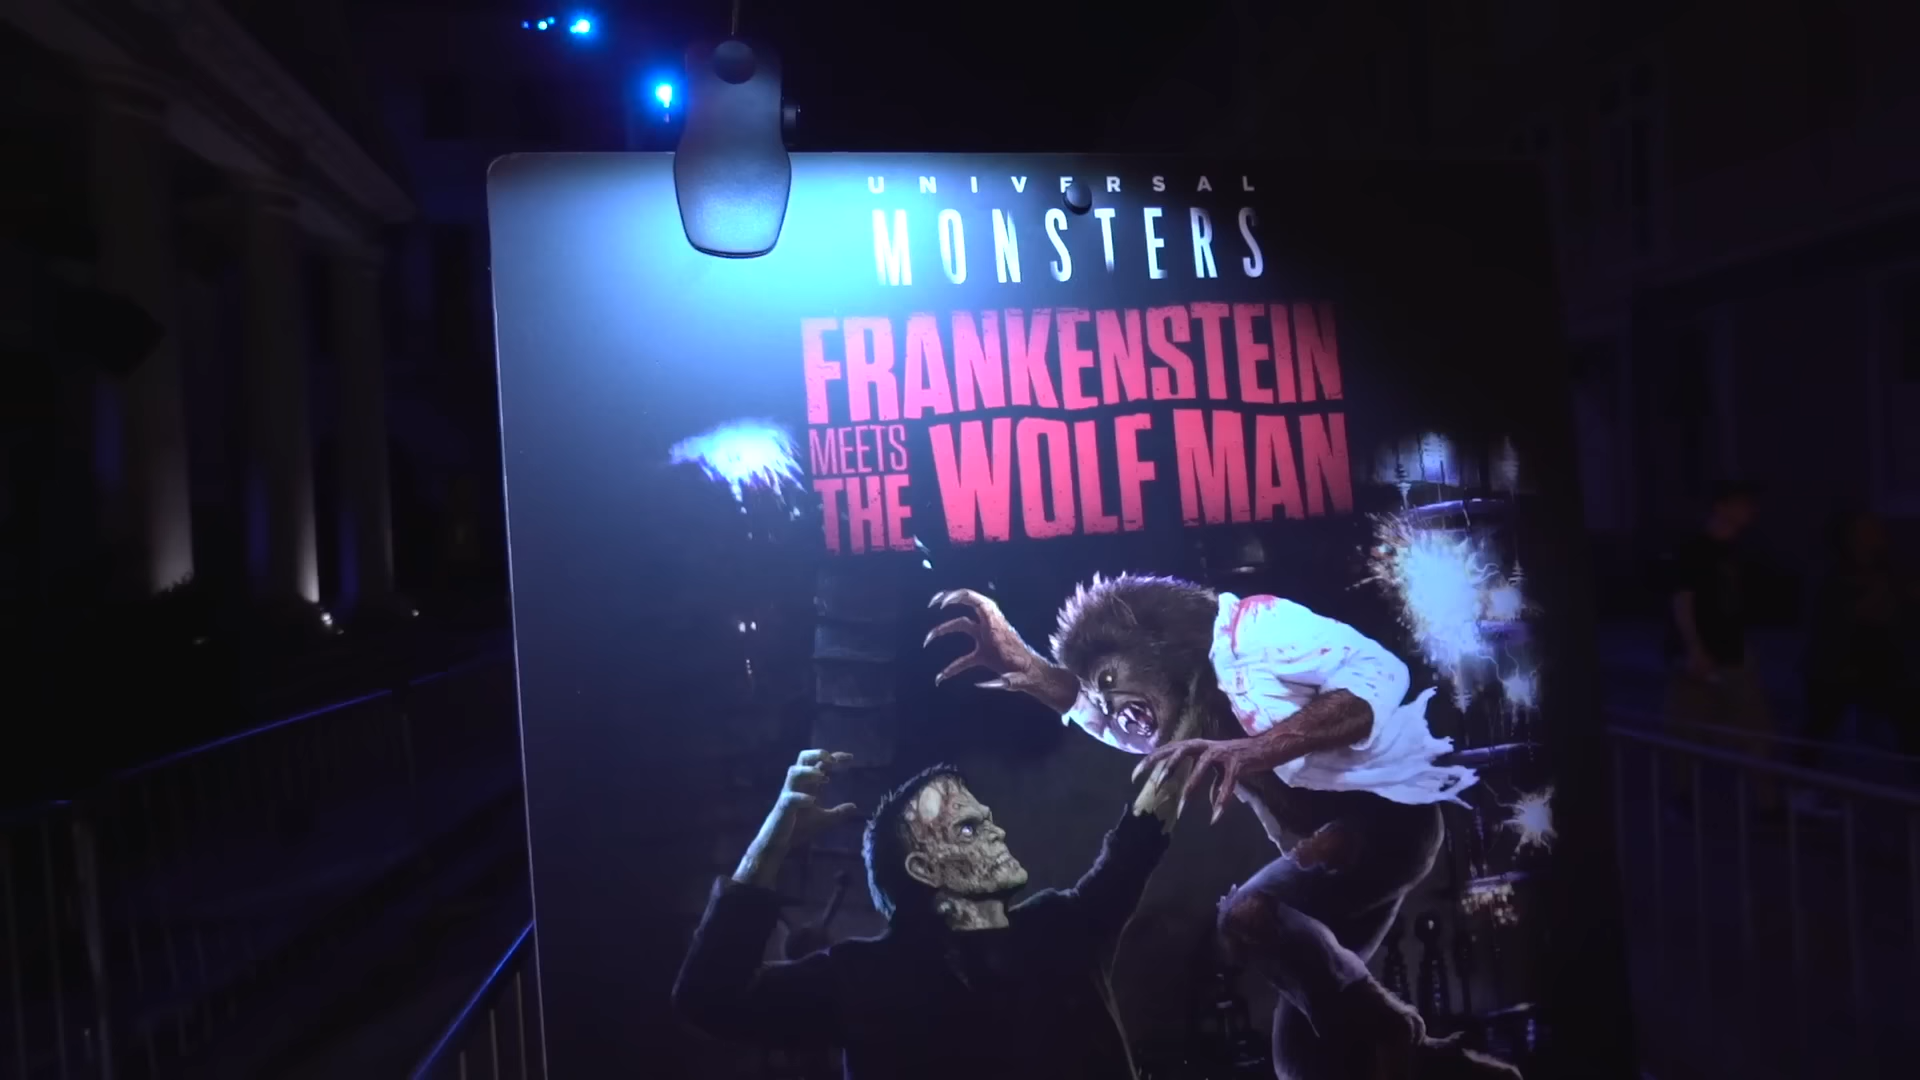 UNIVERSAL
MONSTERS
FRANKENSTEIN
MEETS
THE WOLF MAN